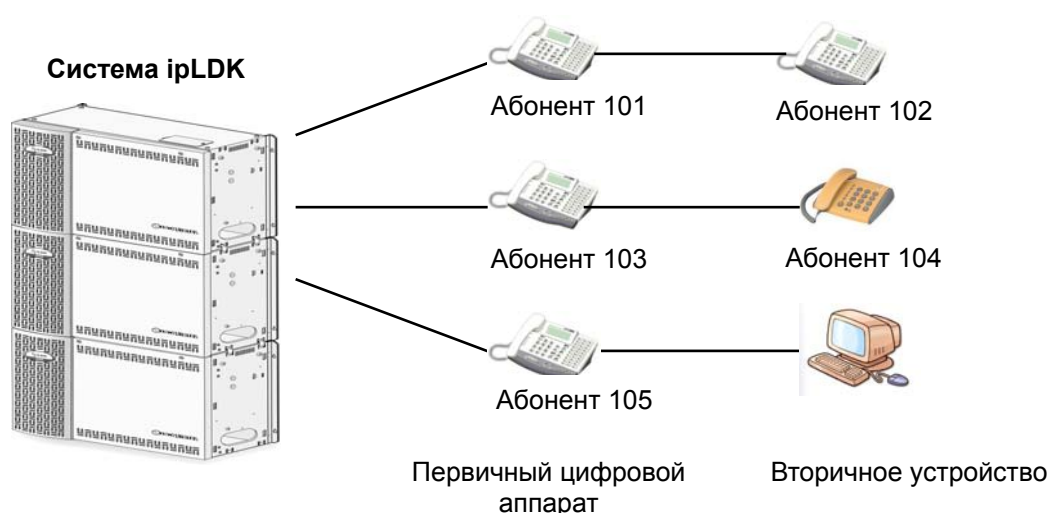 Система ipLDK
Абонент 101
Абонент 102
Абонент 103
Абонент 104
Абонент 105
Первичный цифровой
аппарат
Вторичное устройство